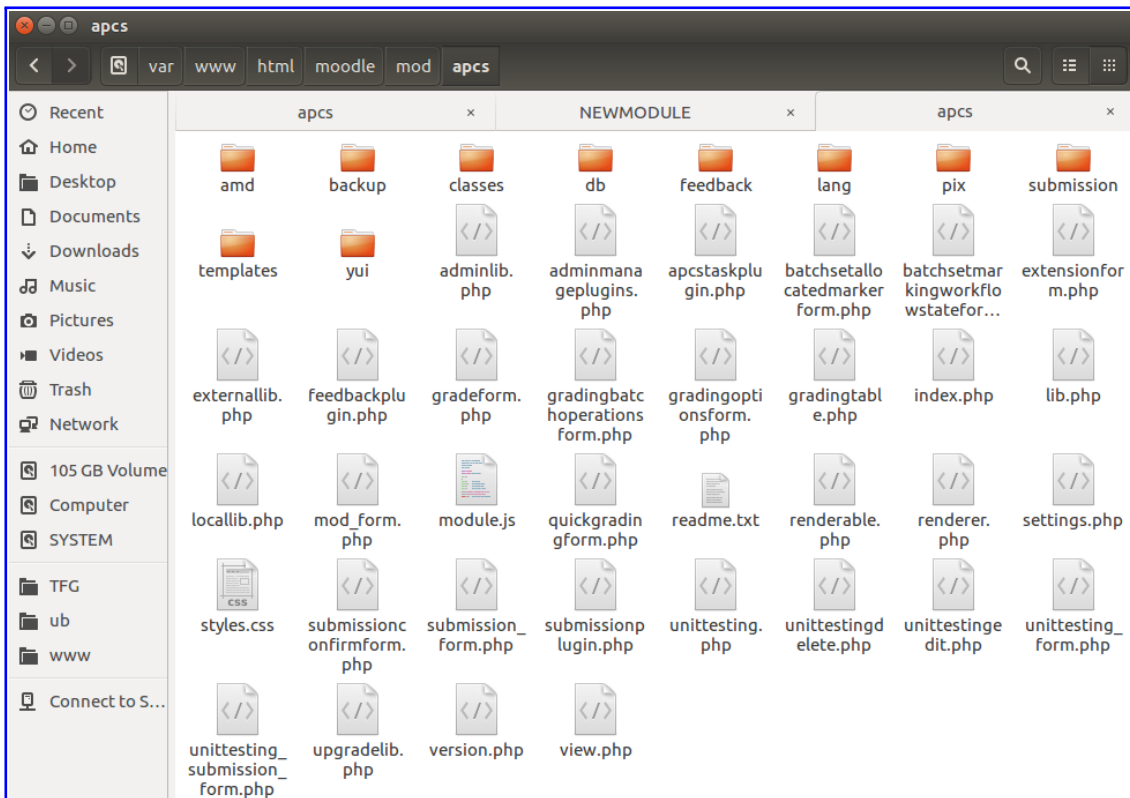 apcs
var www html moodle mod apcs
Recent
Home
Desktop
Documents
Downloads
Music
Pictures
Videos
Trash
Network
105 GB Volume
Computer
SYSTEM
TFG
ub
www
Connect to S...
apcs × NEWMODULE × apcs ×
amd backup classes db feedback lang pix submission
templates yui adminlib. adminmana apcstaskplu batchsetallo batchsetmar extensionfor
php geplugins. gin.php catedmarker kingworkflo m.php
php form.php wstatefor...
externallib. feedbackplu gradeform. gradingbatc gradingopti gradingtabl index.php lib.php
php gin.php php hoperations onsform. e.php
form.php php
locallib.php mod_form. module.js quickgradin readme.txt renderable. renderer. settings.php
php gform.php php php
CSS
styles.css submissionc submission_ submissionp unittesting. unittestingd unittestinge unittesting_
onfirmform. form.php lugin.php php elete.php dit.php form.php
php
unittesting_ upgradelib. version.php view.php
submission_ php
form.php